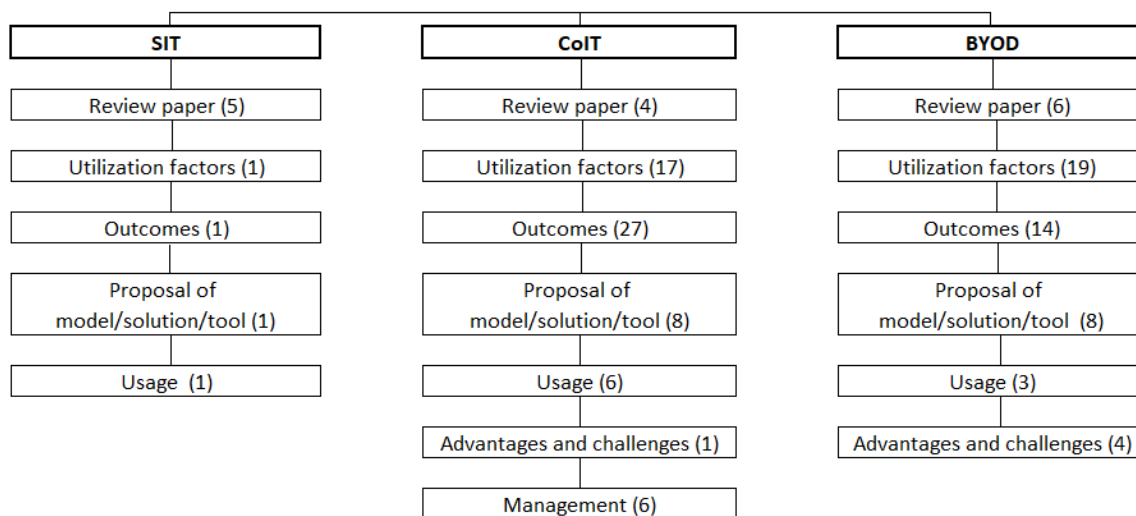 SIT
Review paper (5)
Utilization factors (1)
Outcomes (1)
Proposal of
model/solution/tool (1)
Usage (1)
CoIT
Review paper (4)
Utilization factors (17)
Outcomes (27)
Proposal of
model/solution/tool (8)
Usage (6)
Advantages and challenges (1)
Management (6)
BYOD
Review paper (6)
Utilization factors (19)
Outcomes (14)
Proposal of
model/solution/tool (8)
Usage (3)
Advantages and challenges (4)